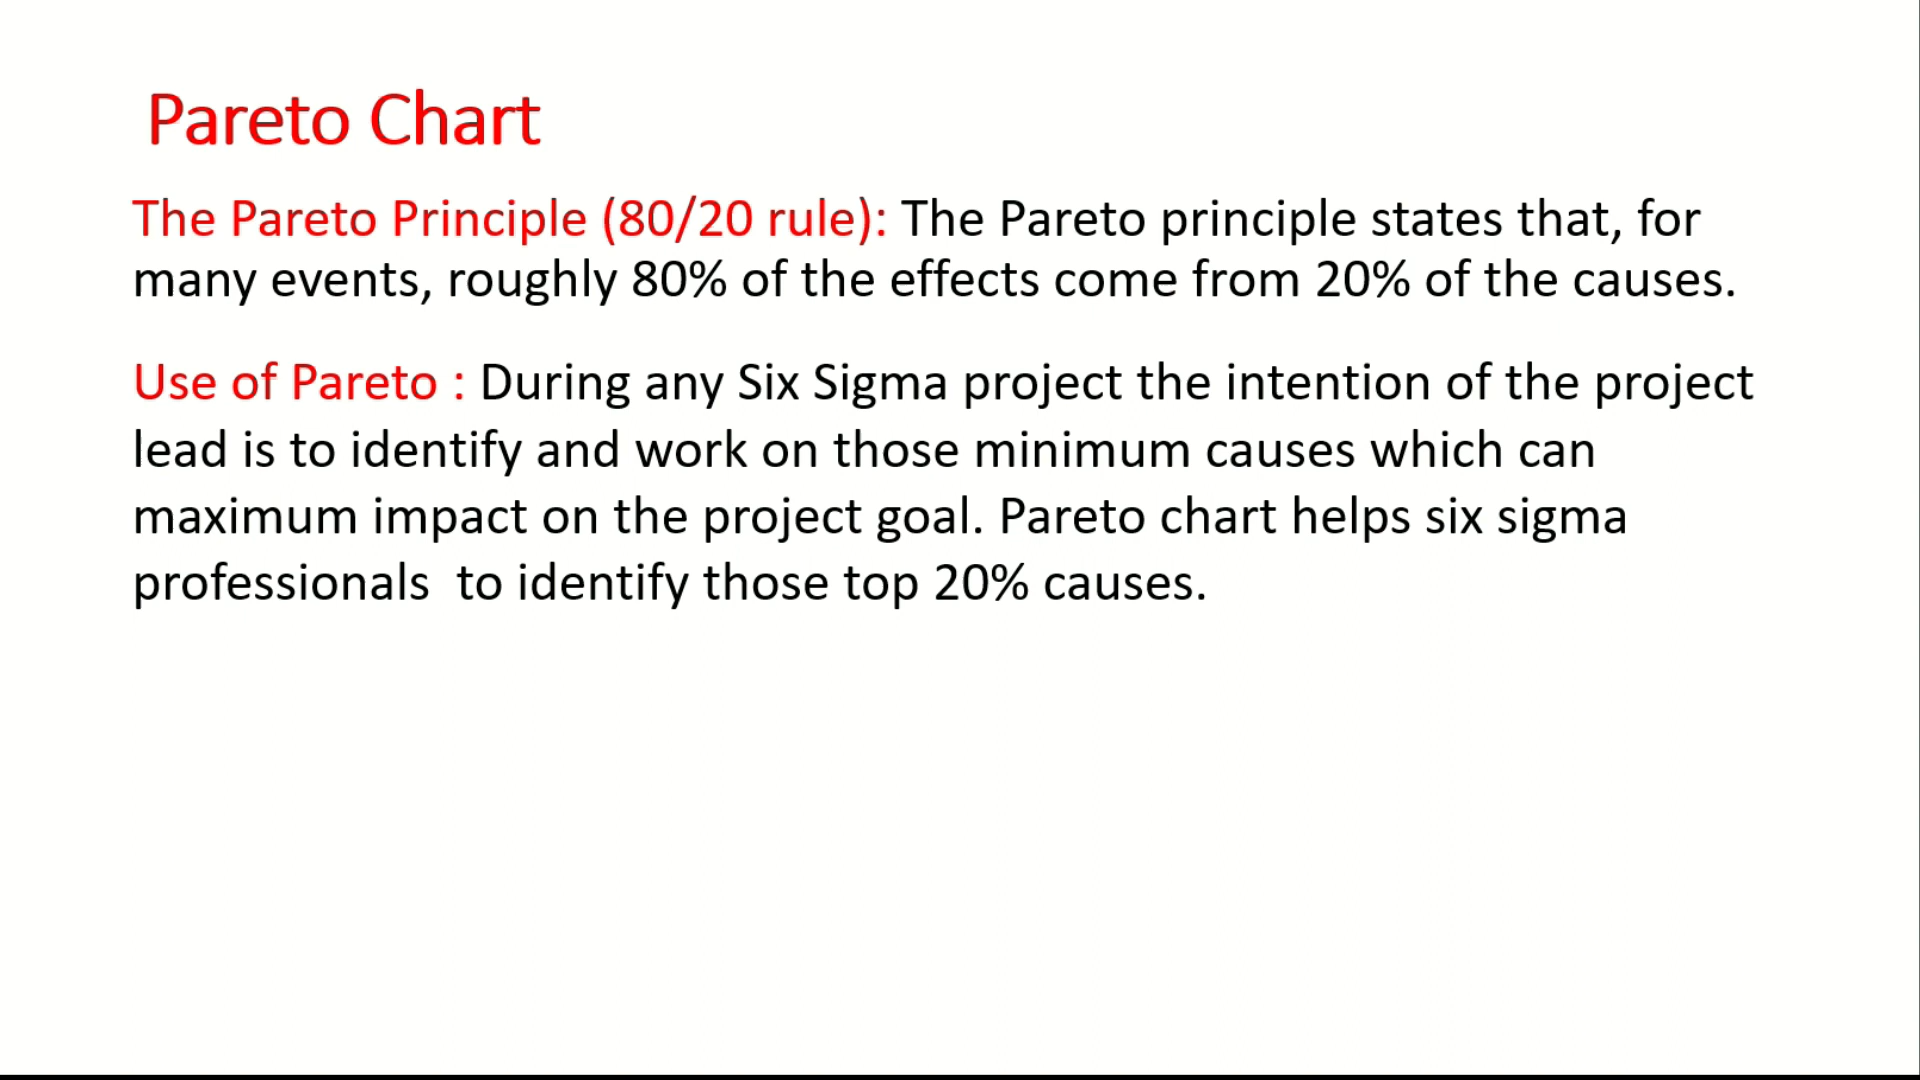 Pareto Chart
The Pareto Principle (80/20 rule): The Pareto principle states that, for
many events, roughly 80% of the effects come from 20% of the causes.
Use of Pareto : During any Six Sigma project the intention of the project
lead is to identify and work on those minimum causes which can
maximum impact on the project goal. Pareto chart helps six sigma
professionals  to identify those top 20% causes.